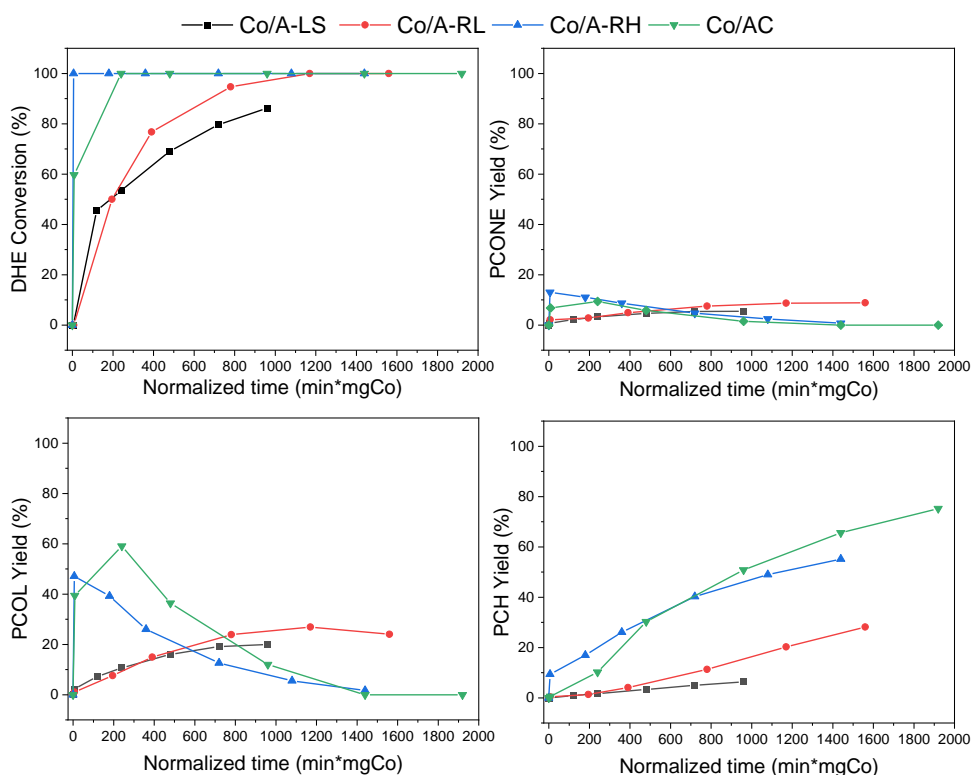 Co/A-LS Co/A-RL Co/A-RH Co/AC
DHE Conversion (%)
100
80
60
40
20
0
0 200 400 600 800 1000 1200 1400 1600 1800 2000
Normalized time (min*mgCo)
PCONE Yield (%)
100
80
60
40
20
0
0 200 400 600 800 1000 1200 1400 1600 1800 2000
Normalized time (min*mgCo)
PCOL Yield (%)
100
80
60
40
20
0
0 200 400 600 800 1000 1200 1400 1600 1800 2000
Normalized time (min*mgCo)
PCH Yield (%)
100
80
60
40
20
0
0 200 400 600 800 1000 1200 1400 1600 1800 2000
Normalized time (min*mgCo)